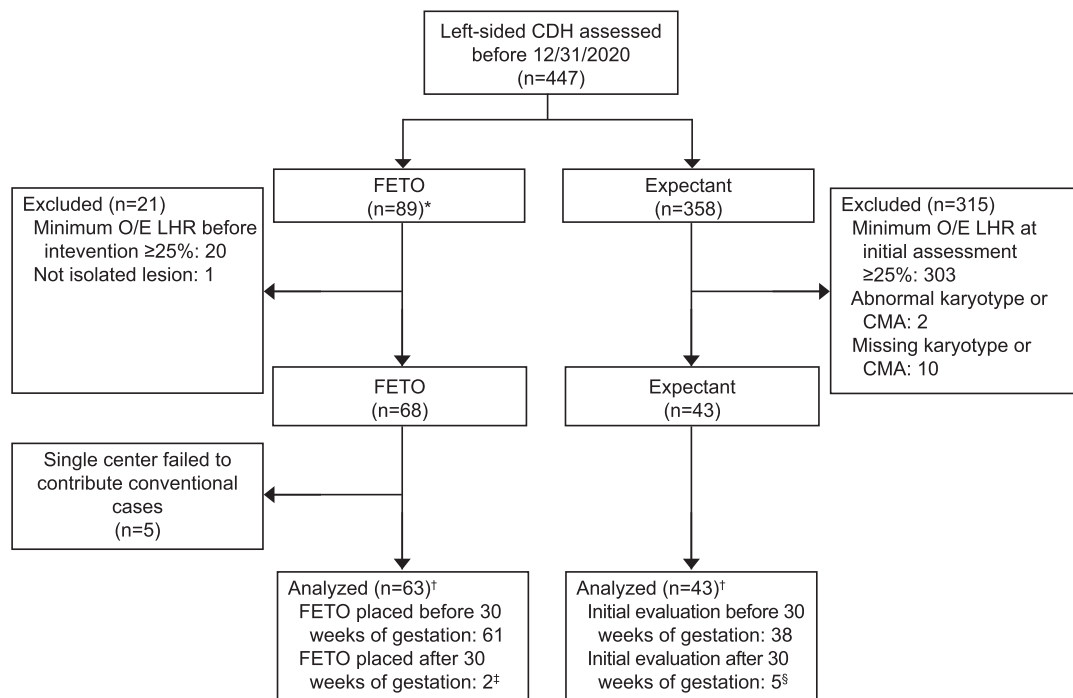 Left-sided CDH assessed
before 12/31/2020
(n=447)
FETO
(n=89)*
Expectant
(n=358)
Excluded (n=21)
Minimum O/E LHR before
intevention ≥25%: 20
Not isolated lesion: 1
Excluded (n=315)
Minimum O/E LHR at
initial assessment
≥25%: 303
Abnormal karyotype or
CMA: 2
Missing karyotype or
CMA: 10
FETO
(n=68)
Expectant
(n=43)
Single center failed to
contribute conventional
cases
(n=5)
Analyzed (n=63)†
FETO placed before 30
weeks of gestation: 61
FETO placed after 30
weeks of gestation: 2‡
Analyzed (n=43)†
Initial evaluation before 30
weeks of gestation: 38
Initial evaluation after 30
weeks of gestation: 5§